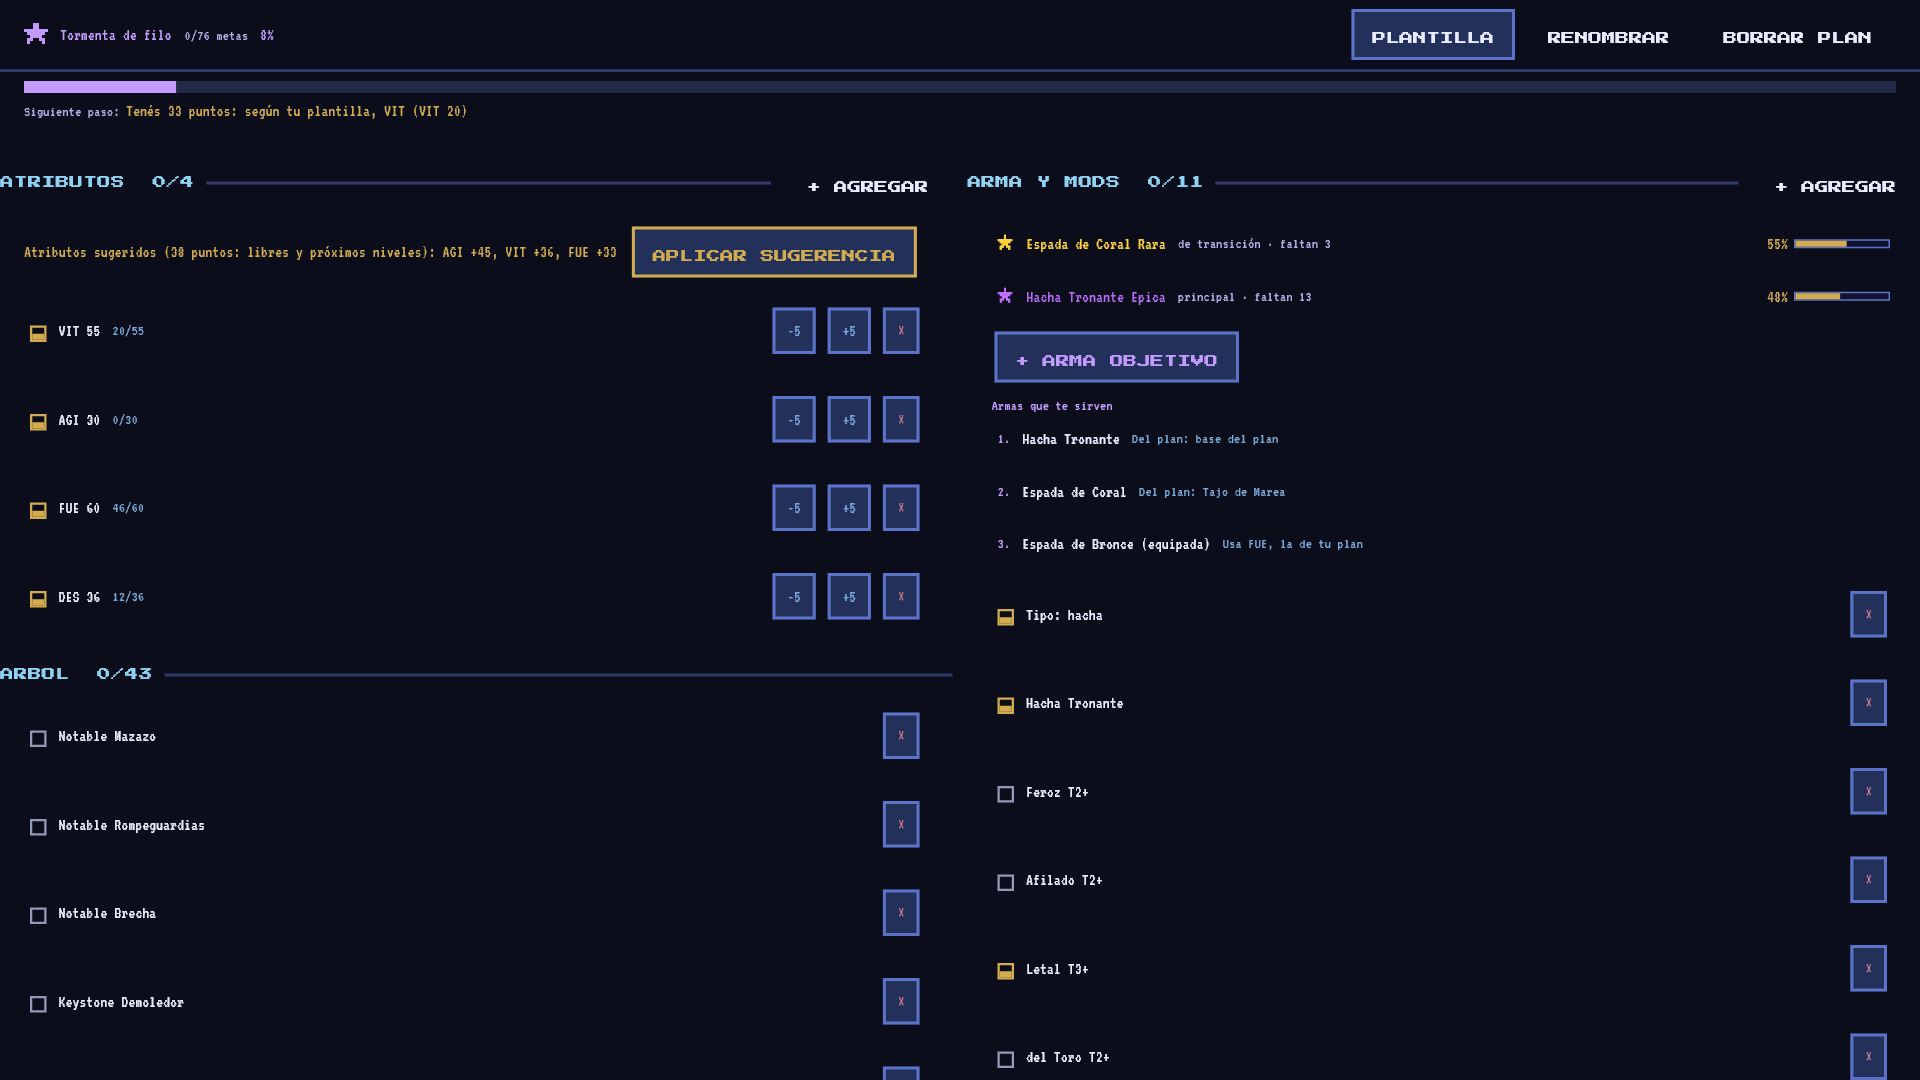 Tormenta de filo 0/76 metas 8%
PLANTILLA
RENOMBRAR
BORRAR PLAN
Siguiente paso: Tenés 33 puntos: según tu plantilla, VIT (VIT 20)
ATRIBUTOS 0/4
+ AGREGAR
Atributos sugeridos (38 puntos: libres y próximos niveles): AGI +45, VIT +36, FUE +33
APLICAR SUGERENCIA
VIT 55 20/55
-5 +5 X
AGI 30 0/30
-5 +5 X
FUE 60 46/60
-5 +5 X
DES 36 12/36
-5 +5 X
ARBOL 0/43
Notable Mazazo X
Notable Rompeguardias X
Notable Brecha X
Keystone Demoledor X
ARMA Y MODS 0/11
+ AGREGAR
Espada de Coral Rara de transición · faltan 3 55%
Hacha Tronante Epica principal · faltan 13 48%
+ ARMA OBJETIVO
Armas que te sirven
1. Hacha Tronante Del plan: base del plan
2. Espada de Coral Del plan: Tajo de Marea
3. Espada de Bronce (equipada) Usa FUE, la de tu plan
Tipo: hacha X
Hacha Tronante X
Feroz T2+ X
Afilado T2+ X
Letal T3+ X
del Toro T2+ X